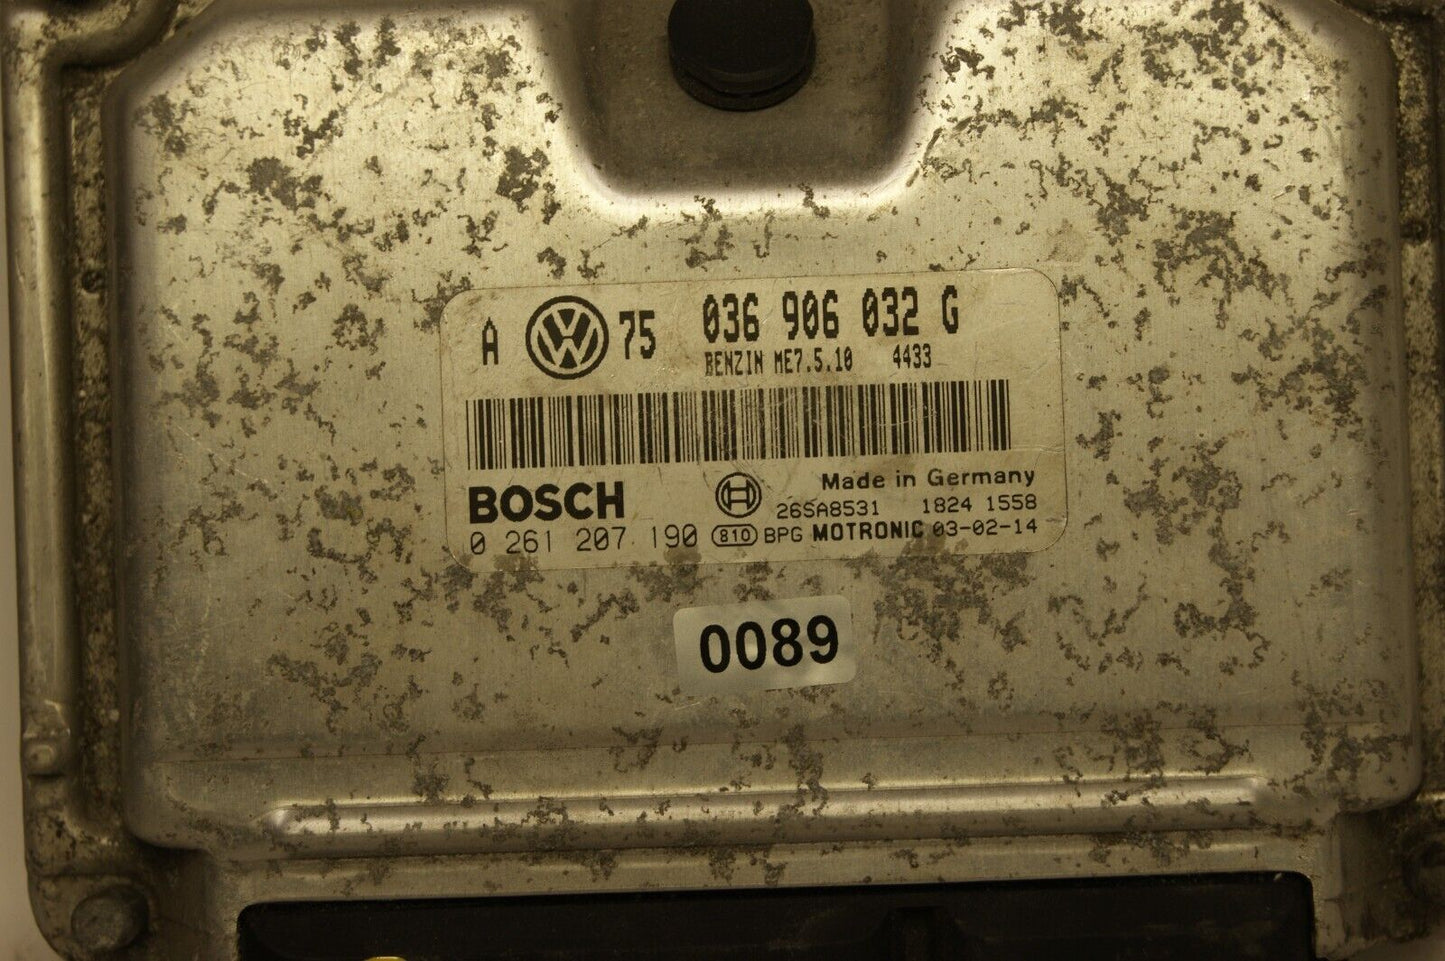 A VW 75 036 906 032 G
BENZIN ME7.5.10 4433
Made in Germany
BOSCH 26SA8531 1824 1558
0 261 207 190 810 BPG MOTRONIC 03-02-14
0089